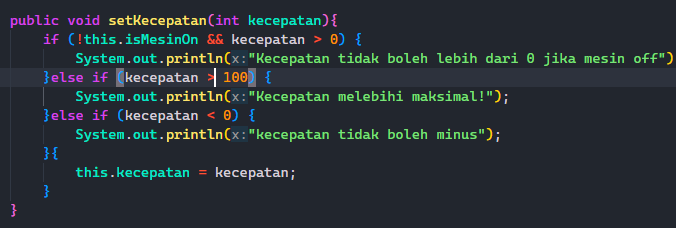 public void setKecepatan(int kecepatan){
    if (!this.isMesinOn && kecepatan > 0) {
        System.out.println(x:"Kecepatan tidak boleh lebih dari 0 jika mesin off")
    }else if (kecepatan > 100) {
        System.out.println(x:"Kecepatan melebihi maksimal!");
    }else if (kecepatan < 0) {
        System.out.println(x:"kecepatan tidak boleh minus");
    }{
        this.kecepatan = kecepatan;
    }
}